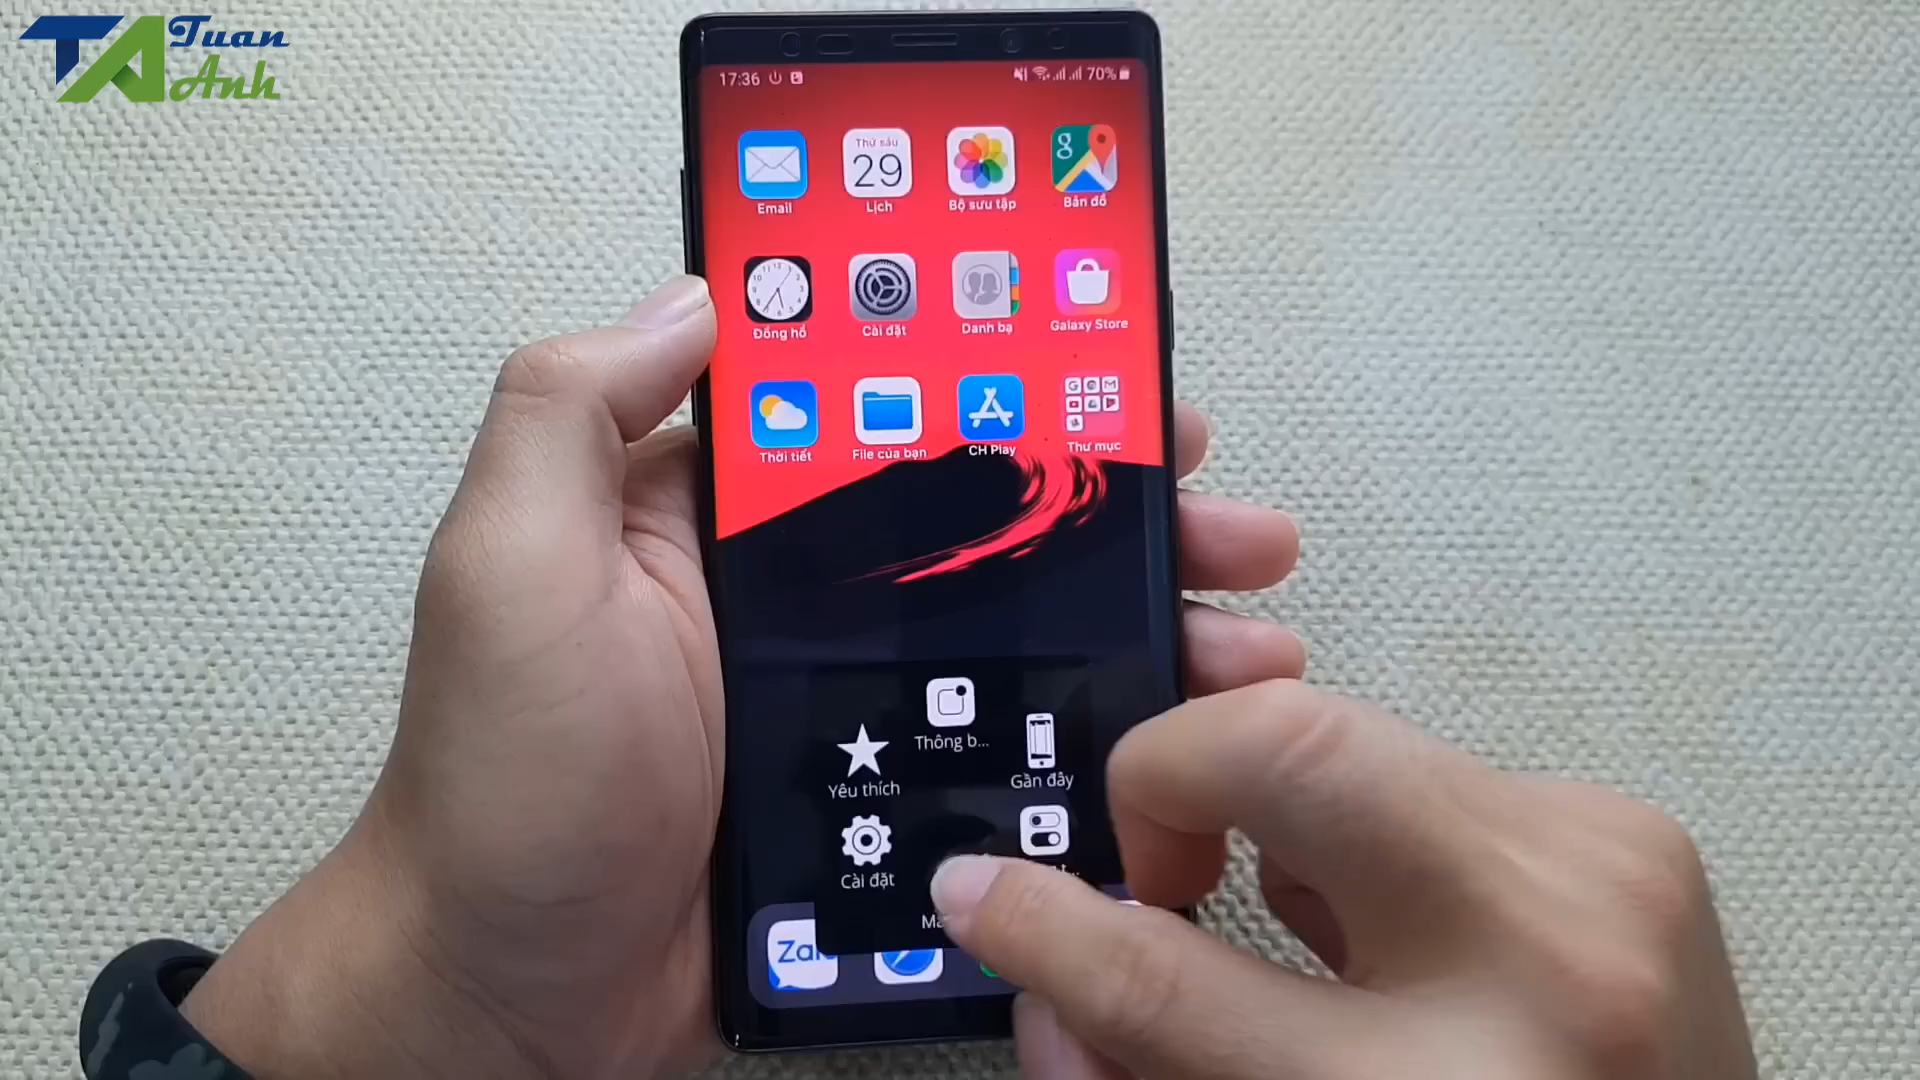 TA Tuan
Anh
17:36
70%
Thứ sáu
29
Email
Lịch
Bộ sưu tập
Bản đồ
Đồng hồ
Cài đặt
Danh bạ
Galaxy Store
Thời tiết
File của bạn
CH Play
Thư mục
Thông b...
Yêu thích
Gần đây
Cài đặt
Zalo